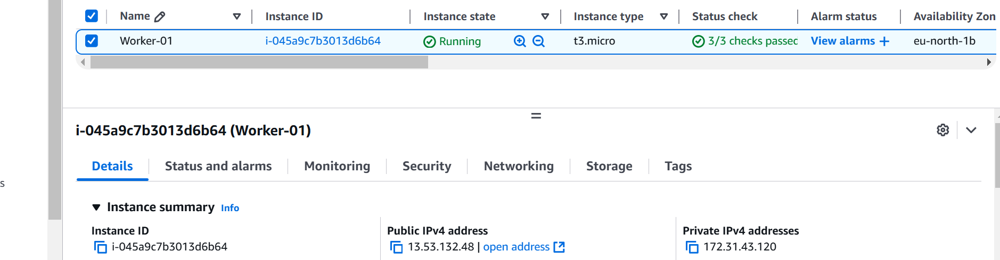 Name Instance ID Instance state Instance type Status check Alarm status Availability Zon
Worker-01 i-045a9c7b3013d6b64 Running t3.micro 3/3 checks passec View alarms + eu-north-1b
i-045a9c7b3013d6b64 (Worker-01)
Details Status and alarms Monitoring Security Networking Storage Tags
s
Instance summary Info
Instance ID Public IPv4 address Private IPv4 addresses
i-045a9c7b3013d6b64 13.53.132.48 | open address 172.31.43.120